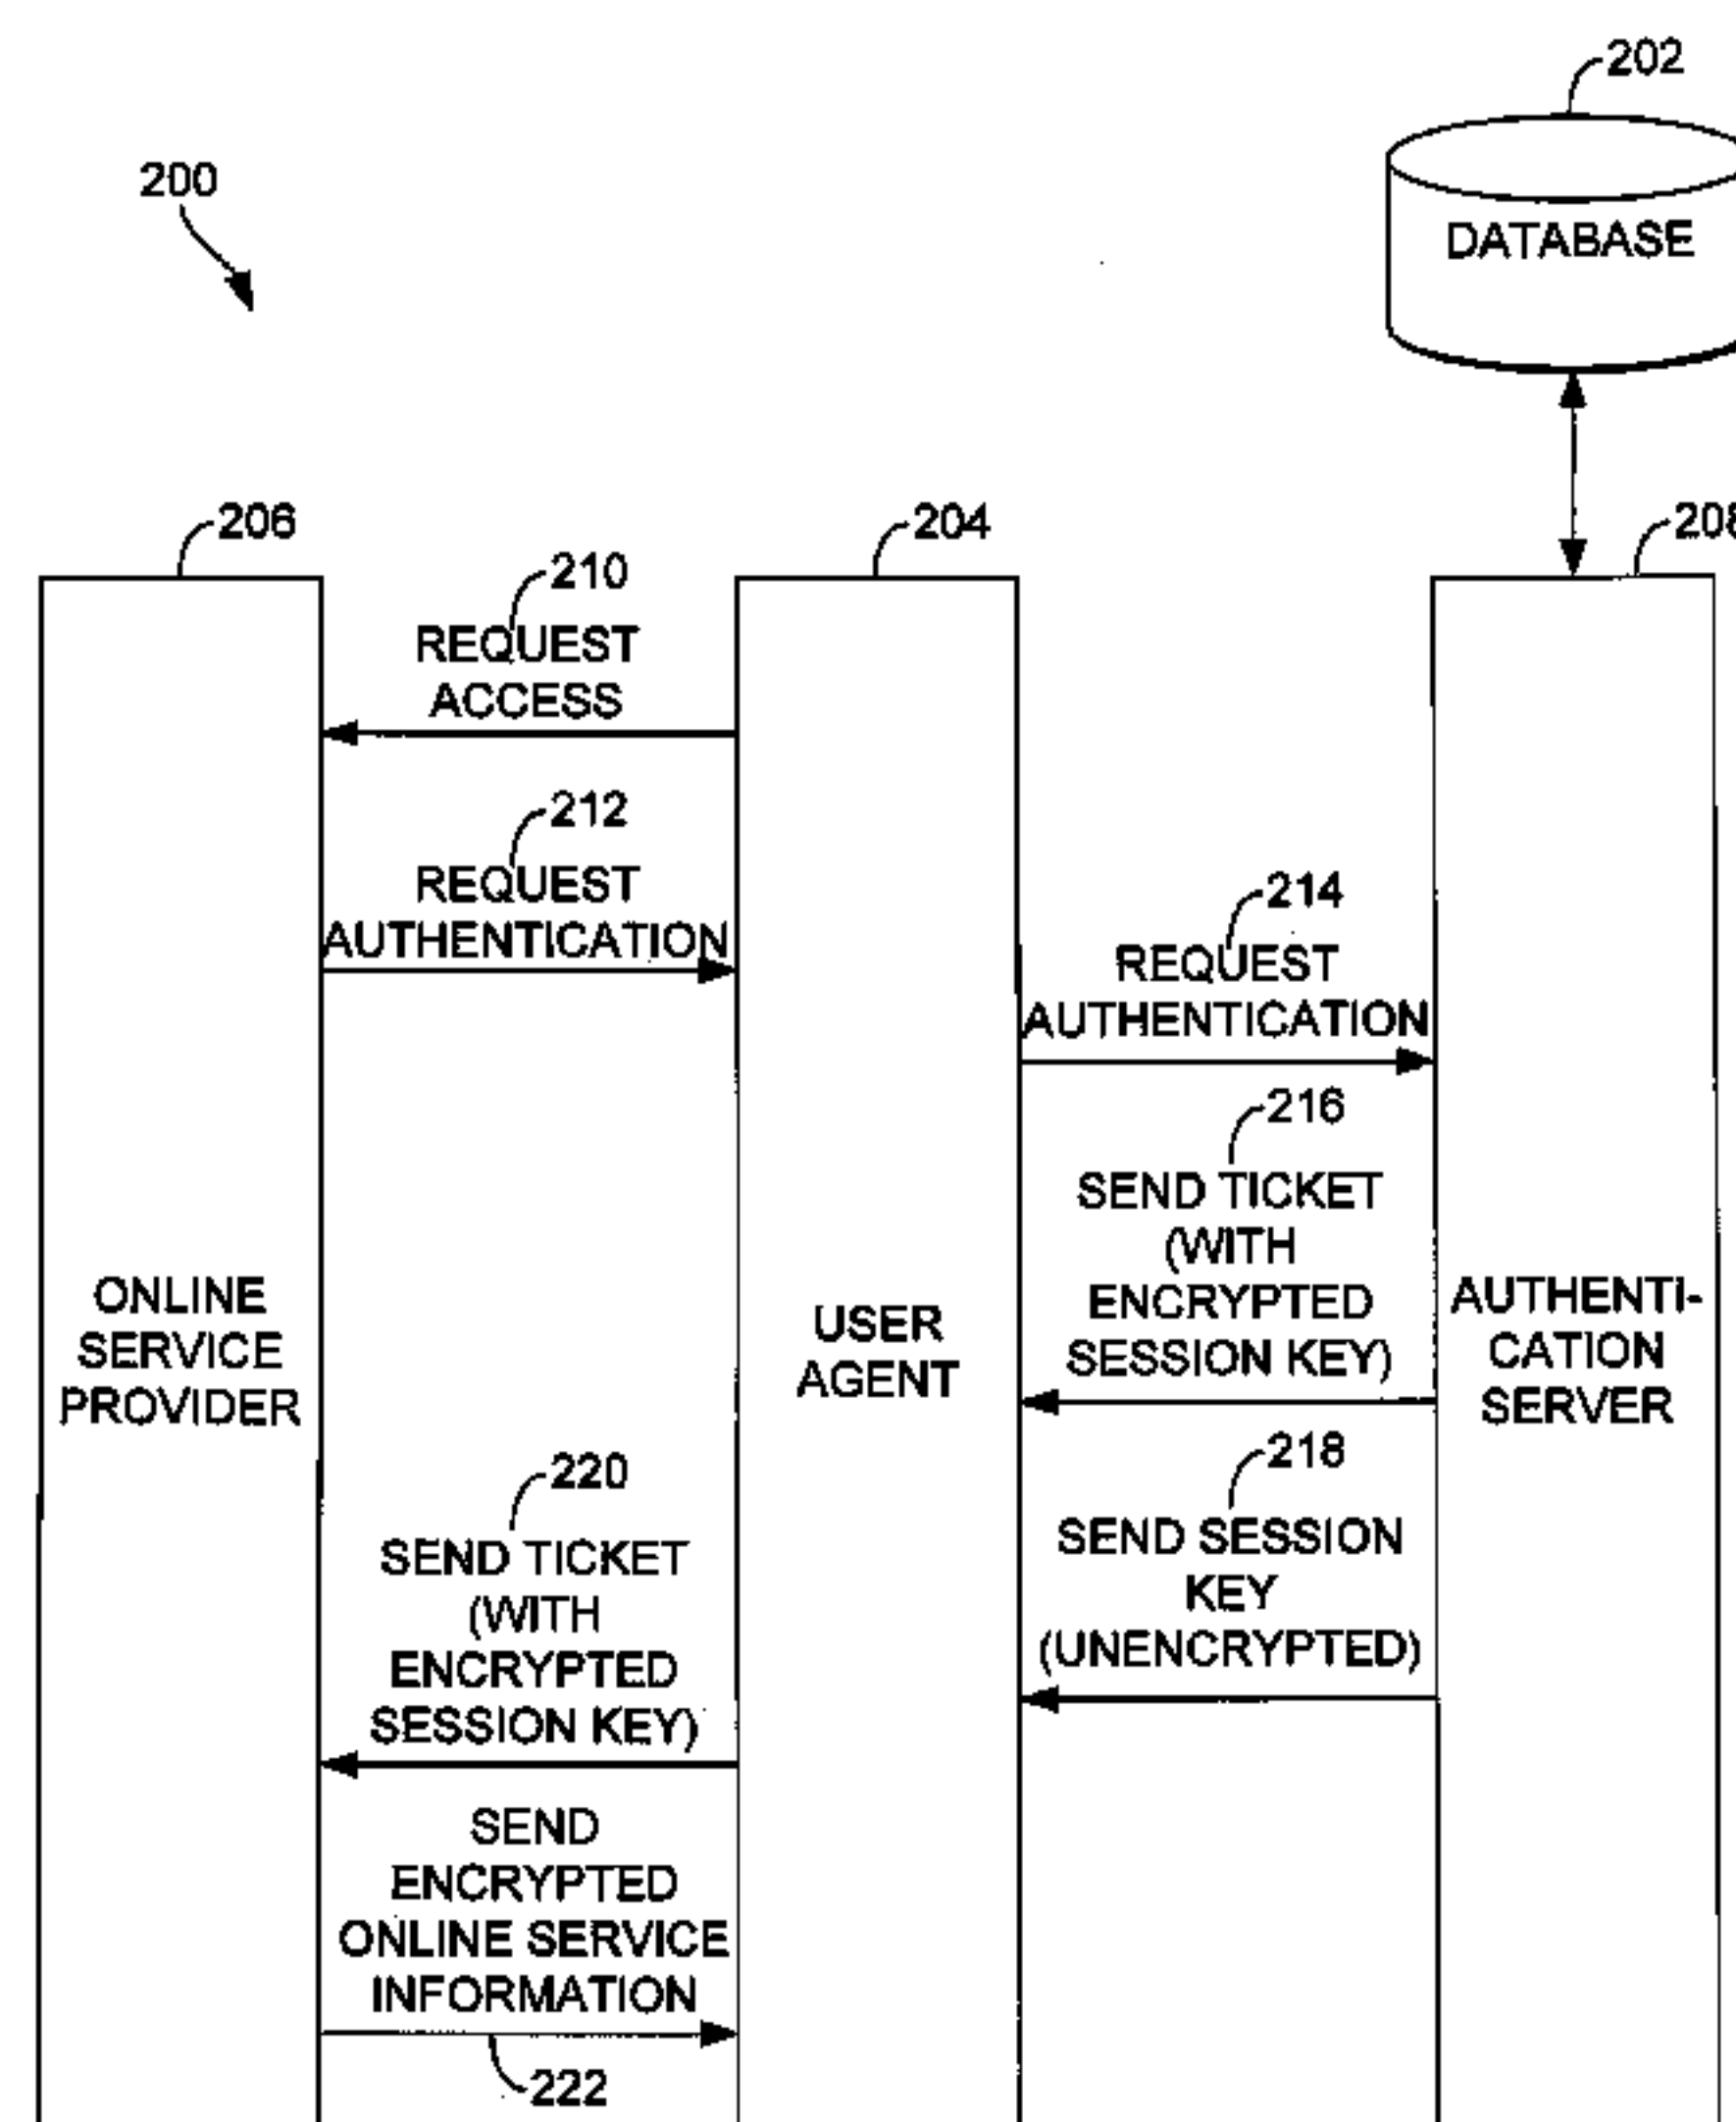 202
200
DATABASE
206
204
208
210
REQUEST
ACCESS
212
REQUEST
AUTHENTICATION
214
REQUEST
AUTHENTICATION
216
SEND TICKET
(WITH
ENCRYPTED
SESSION KEY)
ONLINE
SERVICE
PROVIDER
USER
AGENT
AUTHENTI-
CATION
SERVER
218
SEND SESSION
KEY
(UNENCRYPTED)
220
SEND TICKET
(WITH
ENCRYPTED
SESSION KEY)
SEND
ENCRYPTED
ONLINE SERVICE
INFORMATION
222